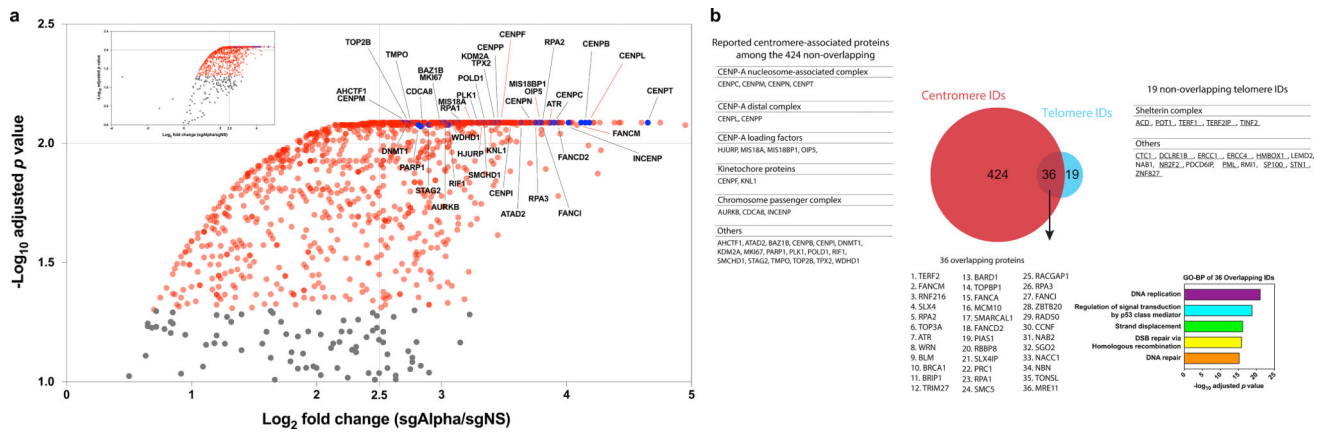 a
2.5
2.0
1.5
1.0
-Log10 adjusted p value
0
1
2
2.5
3
4
5
Log2 fold change (sgAlpha/sgNS)
-Log10 adjusted p value
Log2 fold change (sgAlpha/sgNS)
TOP2B
TMPO
AHCTF1
CENPM
BAZ1B
MKI67
CDCA8
MIS18A
RPA1
PLK1
POLD1
KDM2A
TPX2
CENPP
CENPF
MIS18BP1
OIP5
CENPN
ATR
RPA2
CENPC
CENPB
CENPL
CENPT
FANCM
INCENP
FANCD2
FANCI
RPA3
ATAD2
CENPI
KNL1
SMCHD1
HJURP
WDHD1
RIF1
AURKB
STAG2
PARP1
DNMT1
b
Reported centromere-associated proteins
among the 424 non-overlapping
CENP-A nucleosome-associated complex
CENPC, CENPM, CENPN, CENPT
CENP-A distal complex
CENPL, CENPP
CENP-A loading factors
HJURP, MIS18A, MIS18BP1, OIP5,
Kinetochore proteins
CENPF, KNL1
Chromosome passenger complex
AURKB, CDCA8, INCENP
Others
AHCTF1, ATAD2, BAZ1B, CENPB, CENPI, DNMT1,
KDM2A, MKI67, PARP1, PLK1, POLD1, RIF1,
SMCHD1, STAG2, TMPO, TOP2B, TPX2, WDHD1
Centromere IDs
Telomere IDs
424
36
19
19 non-overlapping telomere IDs
Shelterin complex
ACD , POT1 , TERF1 , TERF2IP , TINF2
Others
CTC1 , DCLRE1B , ERCC1 , ERCC4 , HMBOX1 , LEMD2,
NAB1, NR2F2 , PDCD6IP, PML , RMI1, SP100 , STN1 ,
ZNF827
36 overlapping proteins
1. TERF2
2. FANCM
3. RNF216
4. SLX4
5. RPA2
6. TOP3A
7. ATR
8. WRN
9. BLM
10. BRCA1
11. BRIP1
12. TRIM27
13. BARD1
14. TOPBP1
15. FANCA
16. MCM10
17. SMARCAL1
18. FANCD2
19. PIAS1
20. RBBP8
21. SLX4IP
22. PRC1
23. RPA1
24. SMC5
25. RACGAP1
26. RPA3
27. FANCI
28. ZBTB20
29. RAD50
30. CCNF
31. NAB2
32. SGO2
33. NACC1
34. NBN
35. TONSL
36. MRE11
GO-BP of 36 Overlapping IDs
DNA replication
Regulation of signal transduction
by p53 class mediator
Strand displacement
DSB repair via
Homologous recombination
DNA repair
0
-5
-10
-15
-20
-25
-log10 adjusted p value